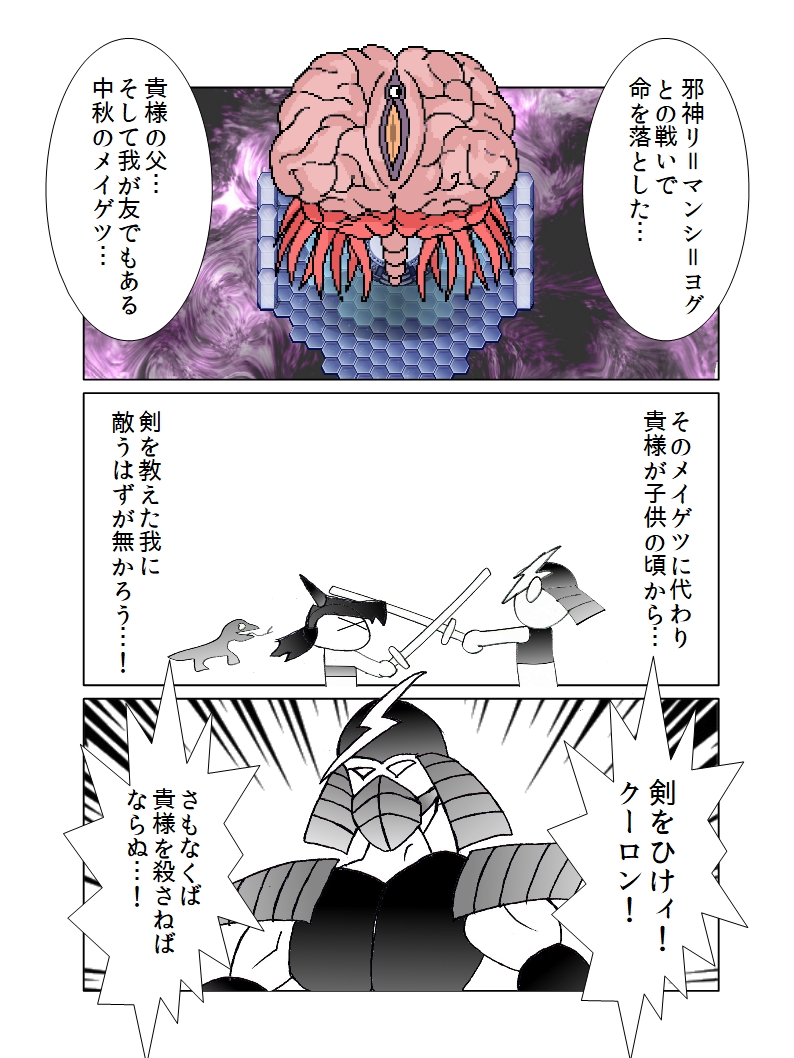 邪神リ＝マンシ＝ヨグ
との戦いで
命を落とした…
貴様の父…
そして我が友でもある
中秋のメイゲツ…
そのメイゲツに代わり
貴様が子供の頃から…
剣を教えた我に
敵うはずが無かろう…！
剣をひけィ！
クーロン！
さもなくば
貴様を殺さねば
ならぬ…！